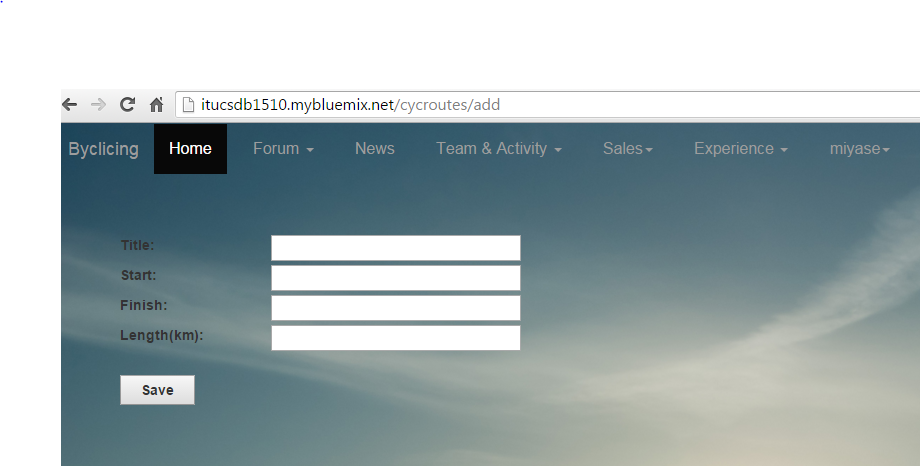 itucsdb1510.mybluemix.net/cycroutes/add
Byclicing Home Forum News Team & Activity Sales Experience miyase
Title:
Start:
Finish:
Length(km):
Save